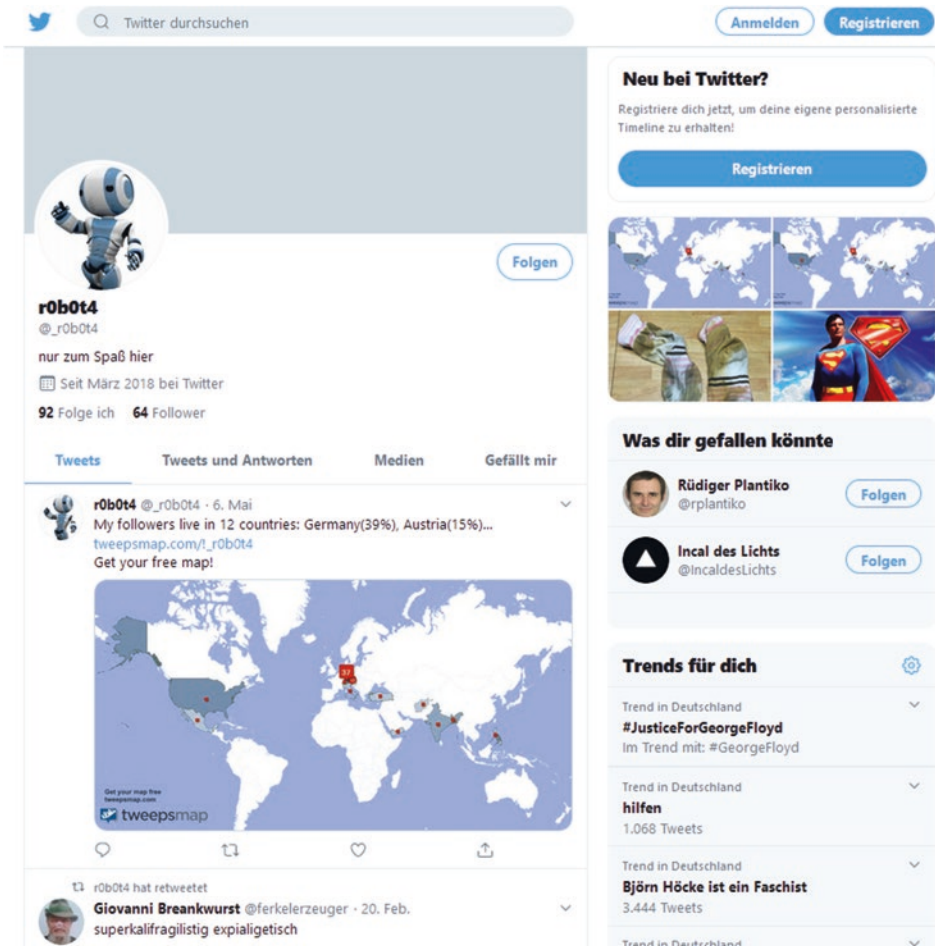 Twitter durchsuchen
Anmelden
Registrieren
r0b0t4
@_r0b0t4
nur zum Spaß hier
Seit März 2018 bei Twitter
92 Folge ich 64 Follower
Folgen
Tweets
Tweets und Antworten
Medien
Gefällt mir
r0b0t4 @_r0b0t4 · 6. Mai
My followers live in 12 countries: Germany(39%), Austria(15%)...
tweepsmap.com/!_r0b0t4
Get your free map!
37
Get your map free
tweepsmap.com
tweepsmap
r0b0t4 hat retweetet
Giovanni Breankwurst @ferkelerzeuger · 20. Feb.
superkalifragilistig expialigetisch
Neu bei Twitter?
Registriere dich jetzt, um deine eigene personalisierte
Timeline zu erhalten!
Registrieren
Was dir gefallen könnte
Rüdiger Plantiko
@rplantiko
Folgen
Incal des Lichts
@IncaldesLichts
Folgen
Trends für dich
Trend in Deutschland
#JusticeForGeorgeFloyd
Im Trend mit: #GeorgeFloyd
Trend in Deutschland
hilfen
1.068 Tweets
Trend in Deutschland
Björn Höcke ist ein Faschist
3.444 Tweets
Trend in Deutschland